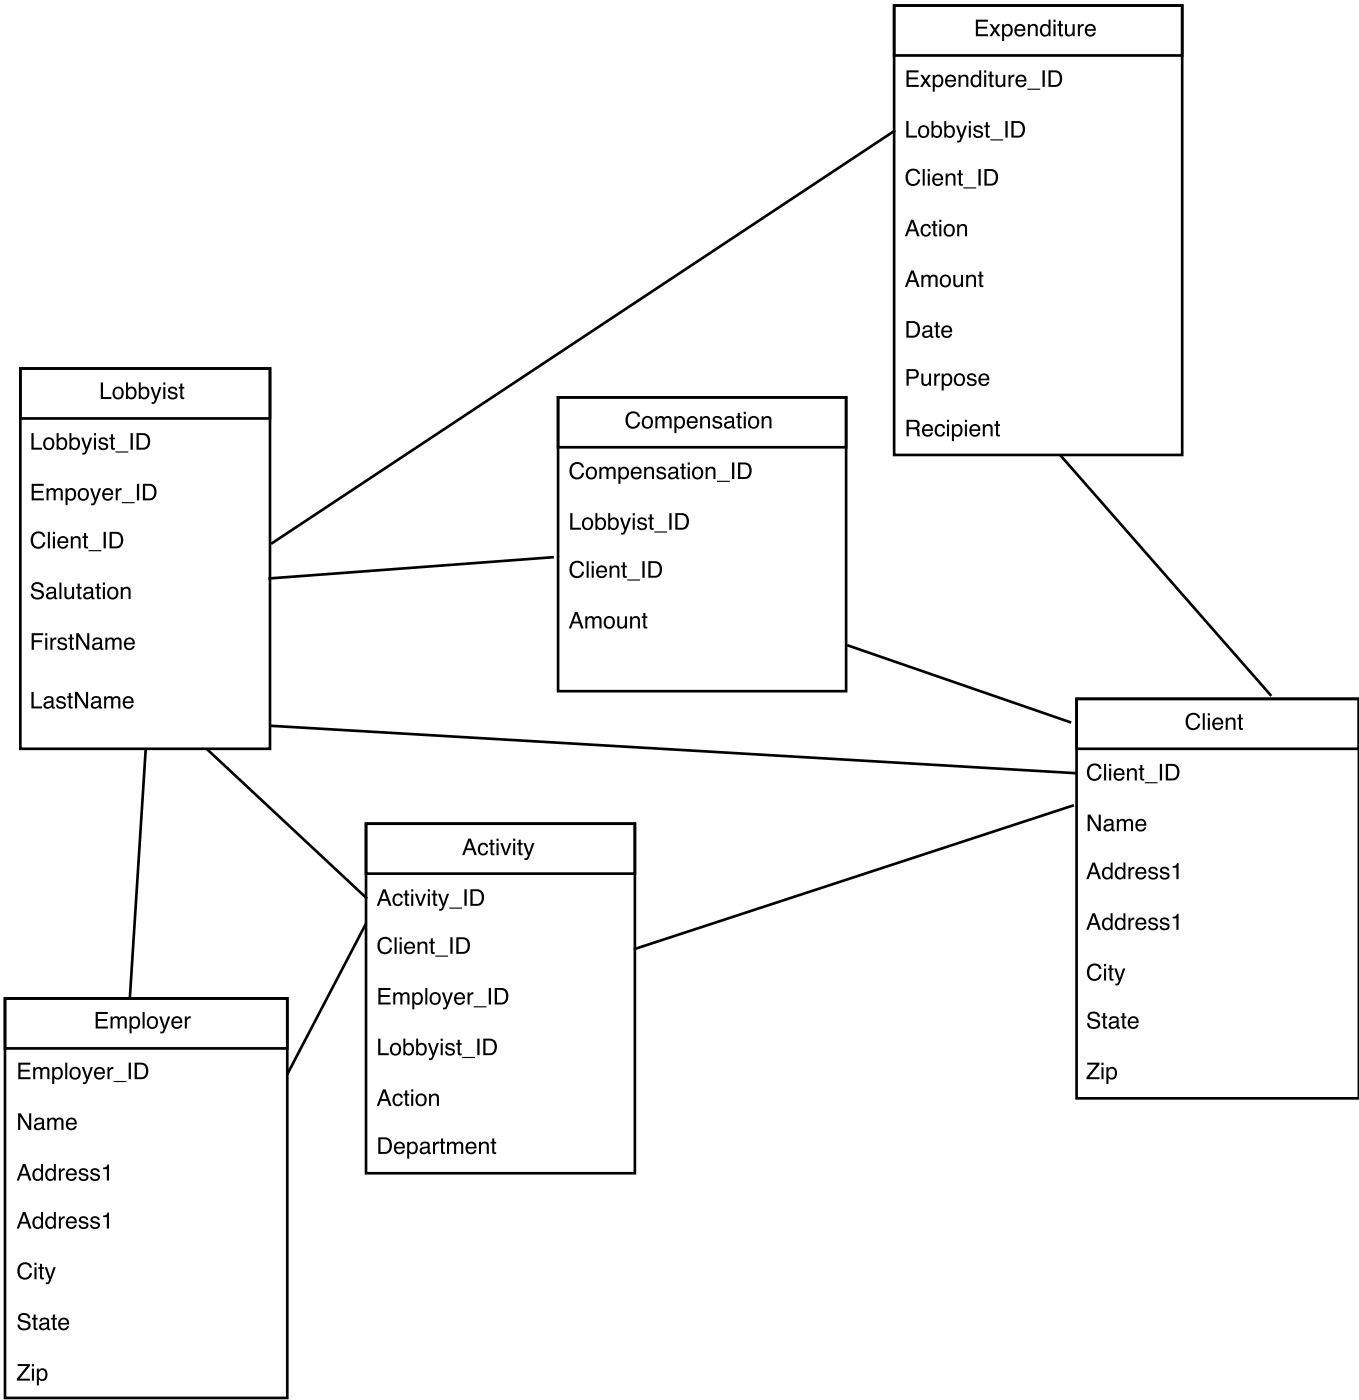 Expenditure
Expenditure_ID
Lobbyist_ID
Client_ID
Action
Amount
Date
Purpose
Recipient
Lobbyist
Lobbyist_ID
Empoyer_ID
Client_ID
Salutation
FirstName
LastName
Compensation
Compensation_ID
Lobbyist_ID
Client_ID
Amount
Client
Client_ID
Name
Address1
Address1
City
State
Zip
Activity
Activity_ID
Client_ID
Employer_ID
Lobbyist_ID
Action
Department
Employer
Employer_ID
Name
Address1
Address1
City
State
Zip